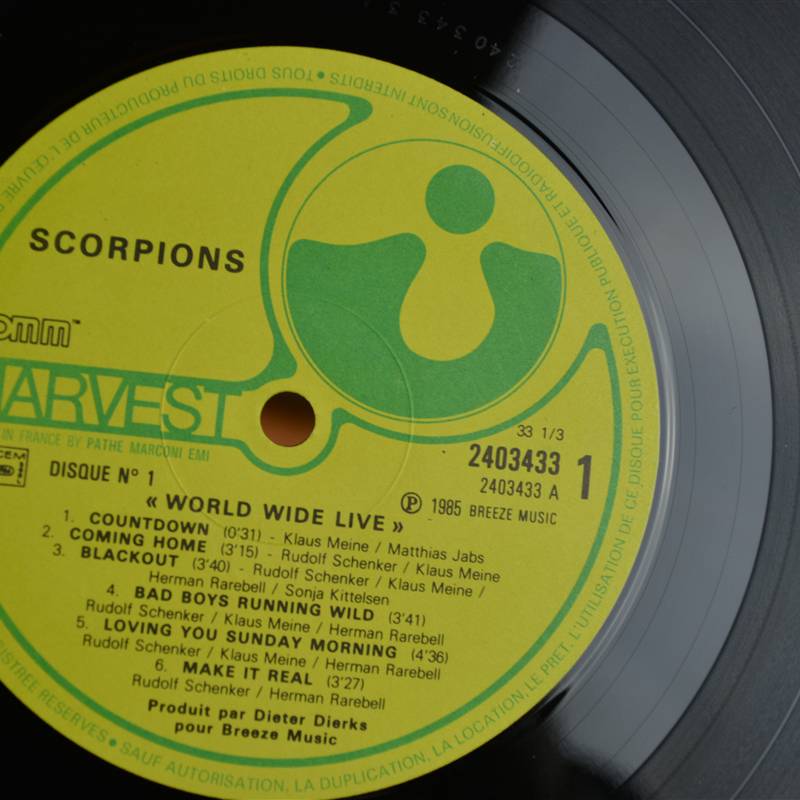 2403433
SCORPIONS
DMM™
HARVEST
IN FRANCE BY PATHE MARCONI EMI
33 1/3
2403433 1
2403433 A
DISQUE Nº 1
℗ 1985 BREEZE MUSIC
« WORLD WIDE LIVE »
1. COUNTDOWN (0'31) - Klaus Meine / Matthias Jabs
2. COMING HOME (3'15) - Rudolf Schenker / Klaus Meine
3. BLACKOUT (3'40) - Rudolf Schenker / Klaus Meine /
Herman Rarebell / Sonja Kittelsen
4. BAD BOYS RUNNING WILD (3'41)
Rudolf Schenker / Klaus Meine / Herman Rarebell
5. LOVING YOU SUNDAY MORNING (4'36)
Rudolf Schenker / Klaus Meine / Herman Rarebell
6. MAKE IT REAL (3'27)
Rudolf Schenker / Herman Rarebell
Produit par Dieter Dierks
pour Breeze Music
TOUS DROITS DU PRODUCTEUR DE L'ŒUVRE
RESERVES • SAUF AUTORISATION, LA DUPLICATION, LA LOCATION, LE PRET, L'UTILISATION DE CE DISQUE POUR EXECUTION PUBLIQUE ET RADIODIFFUSION SONT INTERDITS •